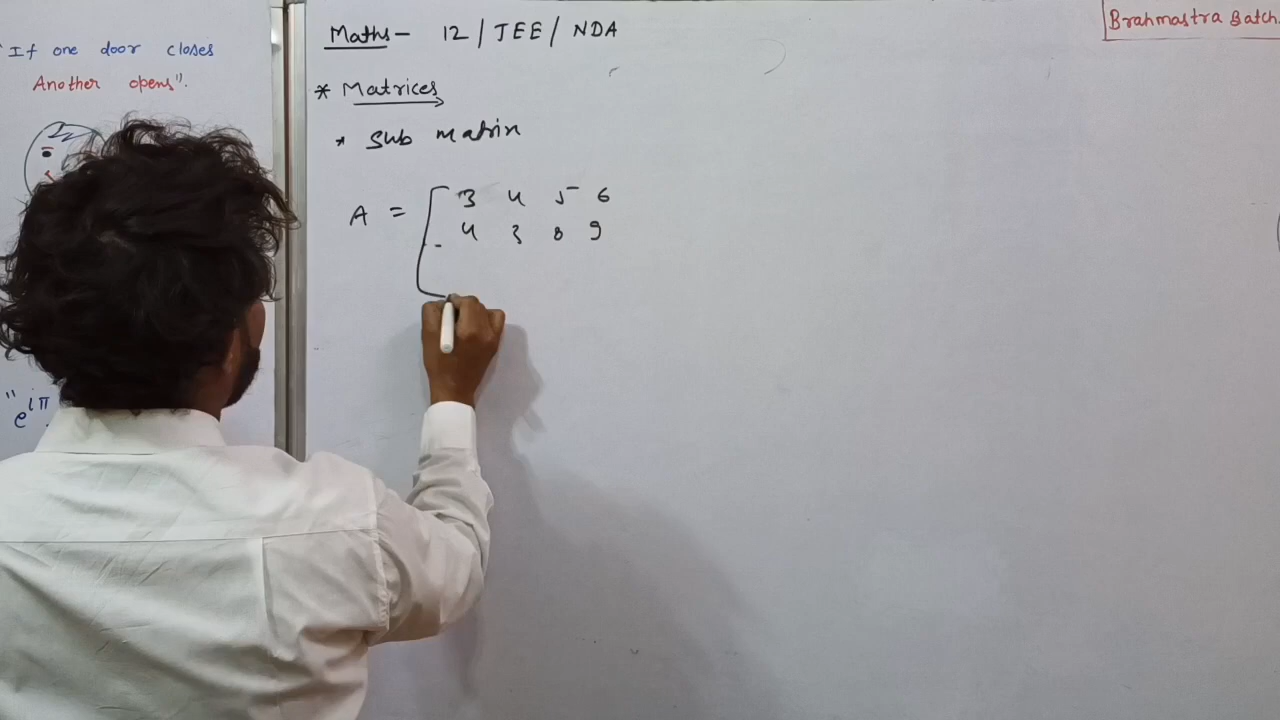 "If one door closes
Another opens".
"e^iπ
Maths - 12 / JEE / NDA
Brahmastra Batch
* Matrices
* Sub matrix
A = [ 3 4 5 6
4 3 8 9